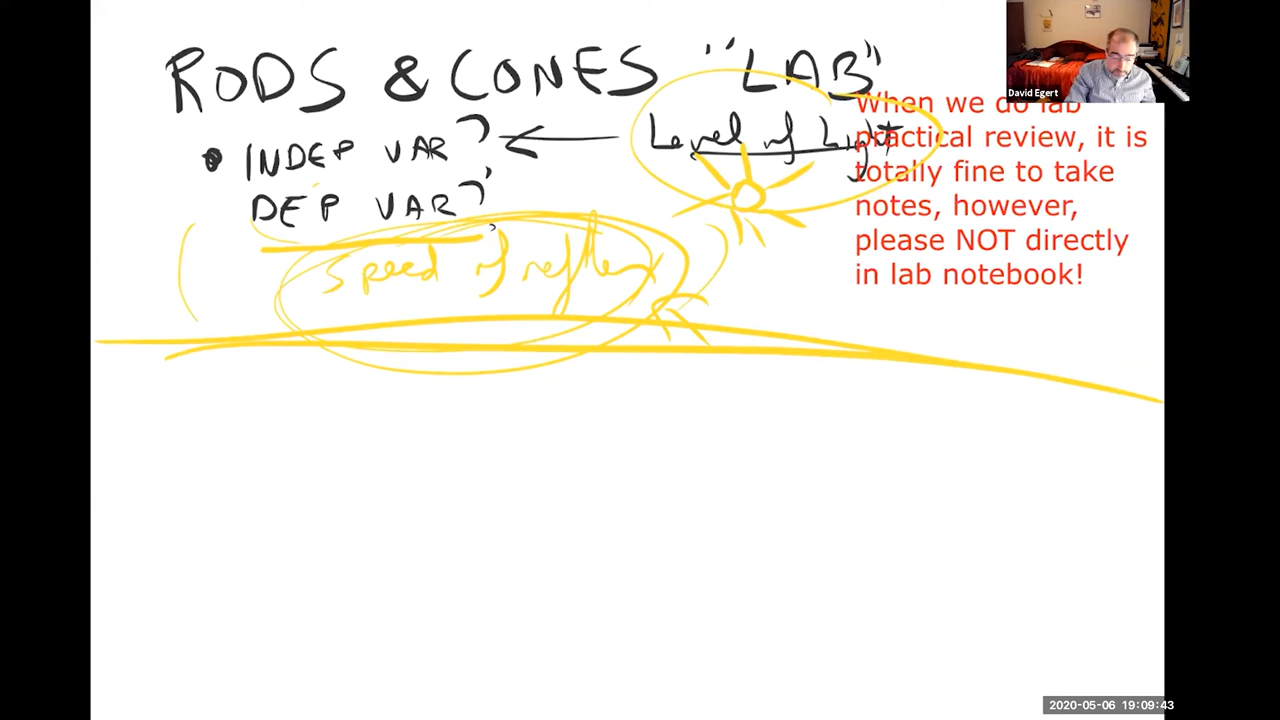 RODS & CONES "LAB"
• INDEP VAR?
Level of Light
DEP VAR?
Speed of reflex
When we do lab
practical review, it is
totally fine to take
notes, however,
please NOT directly
in lab notebook!
David Egert
2020-05-06 19:09:43